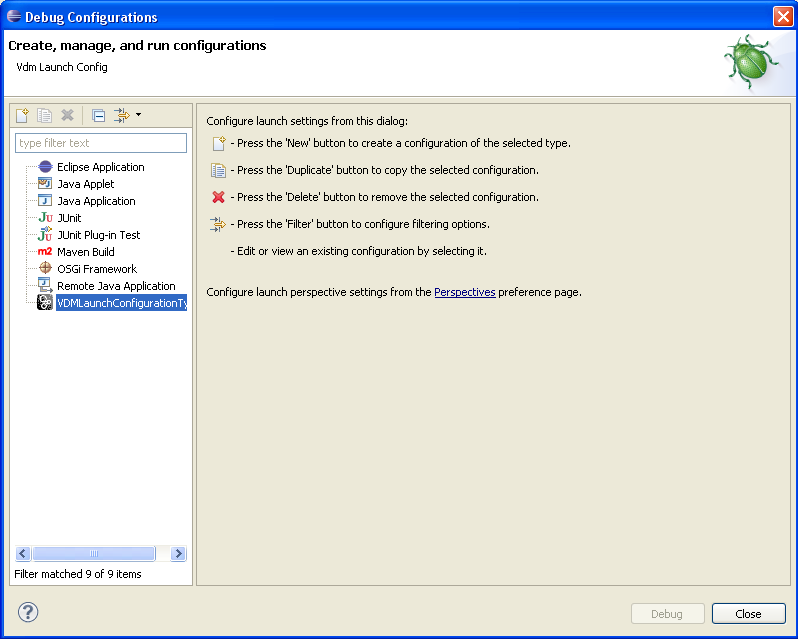 Debug Configurations
Create, manage, and run configurations
Vdm Launch Config
type filter text
Eclipse Application
Java Applet
Java Application
JUnit
JUnit Plug-in Test
Maven Build
OSGi Framework
Remote Java Application
VDMLaunchConfigurationTy
Filter matched 9 of 9 items
Configure launch settings from this dialog:
- Press the 'New' button to create a configuration of the selected type.
- Press the 'Duplicate' button to copy the selected configuration.
- Press the 'Delete' button to remove the selected configuration.
- Press the 'Filter' button to configure filtering options.
- Edit or view an existing configuration by selecting it.
Configure launch perspective settings from the Perspectives preference page.
Debug
Close